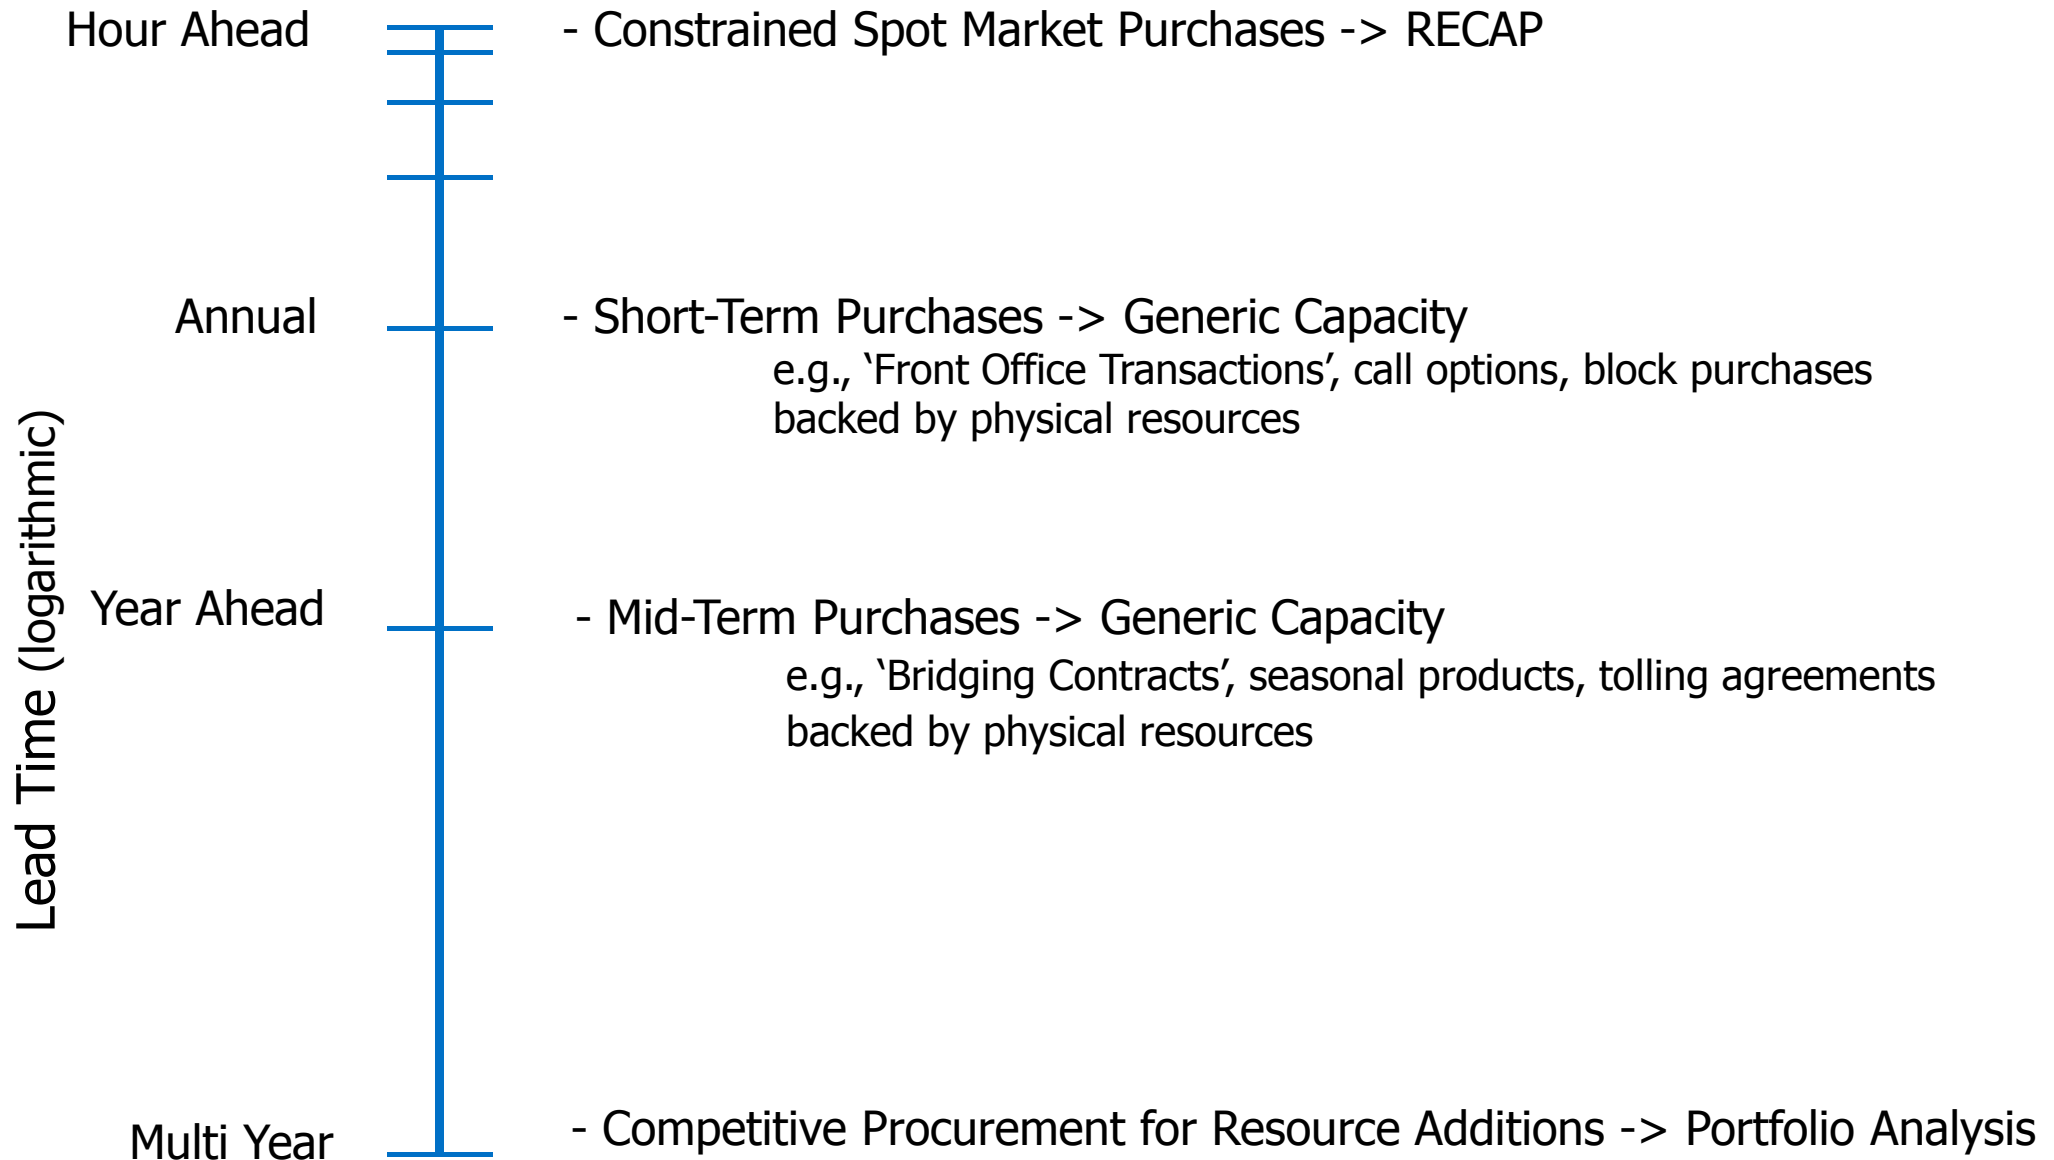 Hour Ahead
- Constrained Spot Market Purchases -> RECAP
Annual
- Short-Term Purchases -> Generic Capacity
e.g., ‘Front Office Transactions’, call options, block purchases
backed by physical resources
Lead Time (logarithmic)
Year Ahead
- Mid-Term Purchases -> Generic Capacity
e.g., ‘Bridging Contracts’, seasonal products, tolling agreements
backed by physical resources
Multi Year
- Competitive Procurement for Resource Additions -> Portfolio Analysis